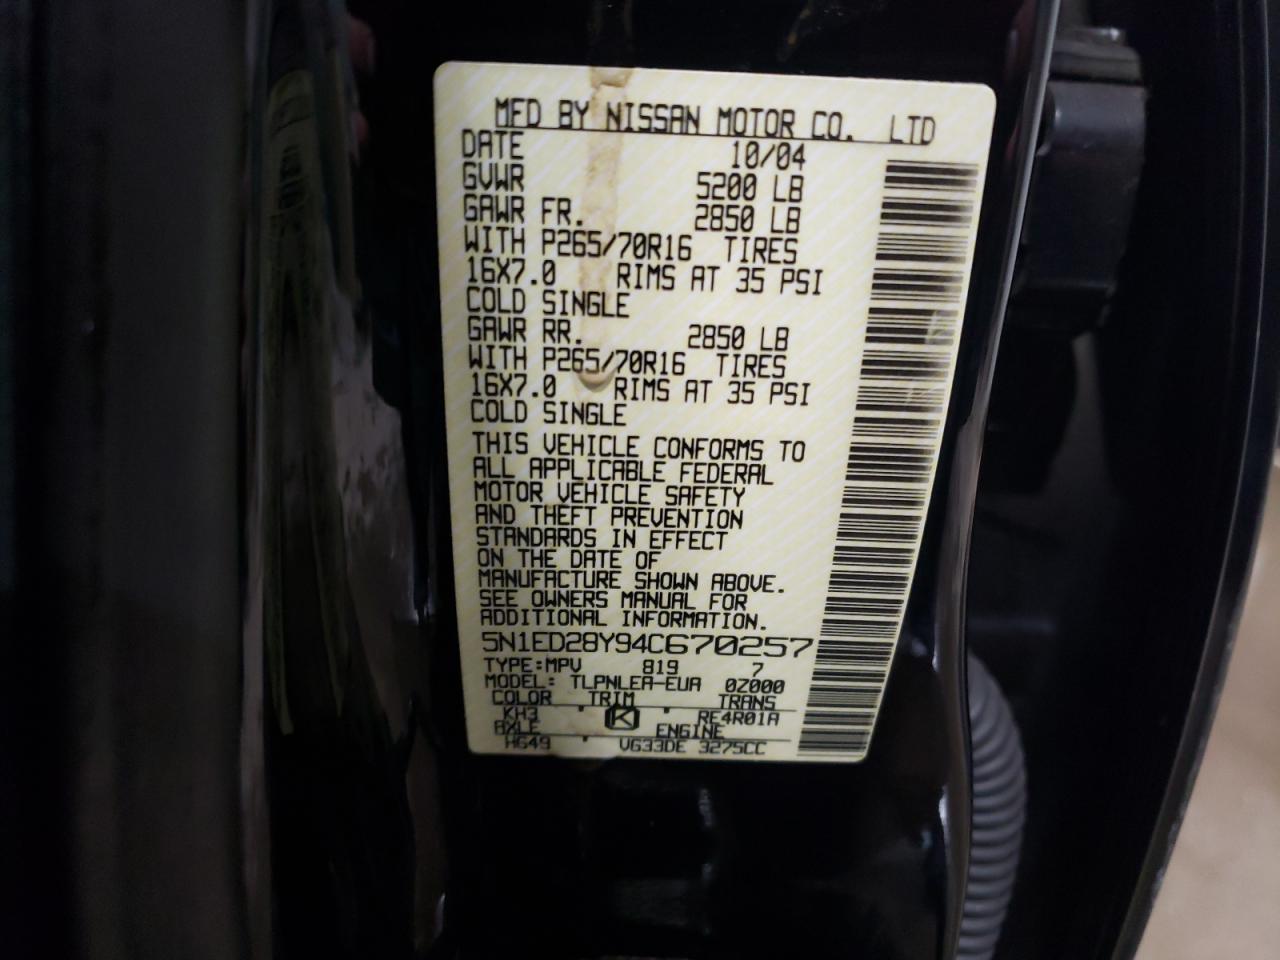 MFD BY NISSAN MOTOR CO. LTD
DATE 10/04
GVWR 5200 LB
GAWR FR. 2850 LB
WITH P265/70R16 TIRES
16X7.0 RIMS AT 35 PSI
COLD SINGLE
GAWR RR. 2850 LB
WITH P265/70R16 TIRES
16X7.0 RIMS AT 35 PSI
COLD SINGLE
THIS VEHICLE CONFORMS TO
ALL APPLICABLE FEDERAL
MOTOR VEHICLE SAFETY
AND THEFT PREVENTION
STANDARDS IN EFFECT
ON THE DATE OF
MANUFACTURE SHOWN ABOVE.
SEE OWNERS MANUAL FOR
ADDITIONAL INFORMATION.
5N1ED28Y94C670257
TYPE:MPV 819 7
MODEL: TLPNLEA-EUA 0Z000
COLOR TRIM TRANS
KH3 K RE4R01A
AXLE ENGINE
HG49 VG33DE 3275CC